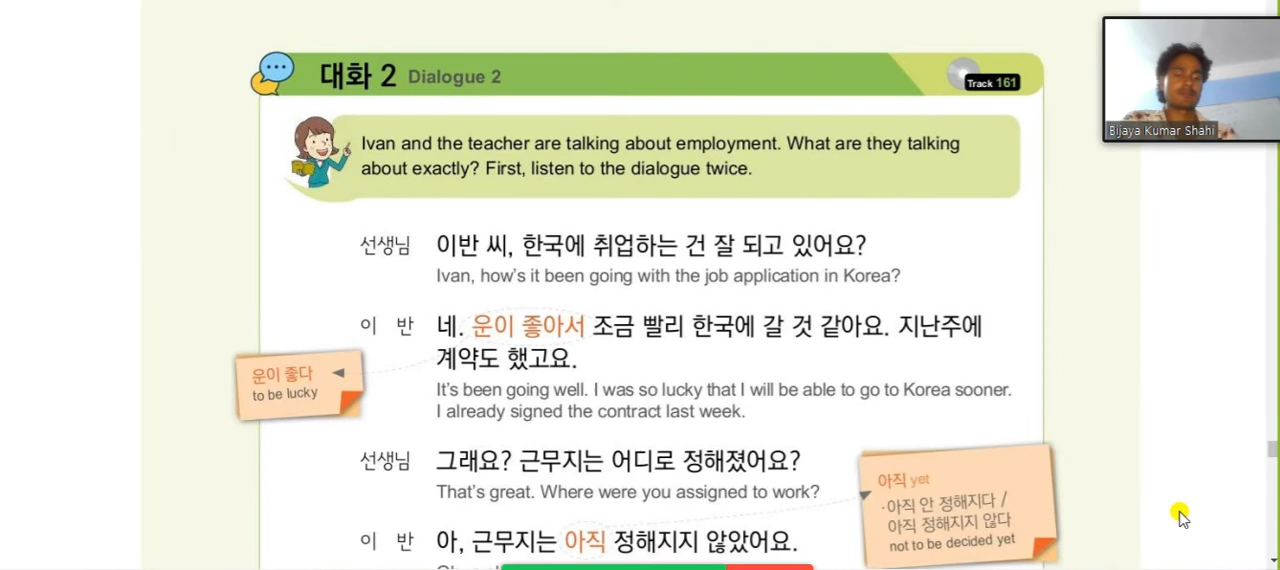 대화 2 Dialogue 2
Track 161
Bijaya Kumar Shahi
Ivan and the teacher are talking about employment. What are they talking
about exactly? First, listen to the dialogue twice.
선생님 이반 씨, 한국에 취업하는 건 잘 되고 있어요?
Ivan, how's it been going with the job application in Korea?
이 반 네. 운이 좋아서 조금 빨리 한국에 갈 것 같아요. 지난주에
계약도 했고요.
운이 좋다
to be lucky
It's been going well. I was so lucky that I will be able to go to Korea sooner.
I already signed the contract last week.
선생님 그래요? 근무지는 어디로 정해졌어요?
That's great. Where were you assigned to work?
아직 yet
·아직 안 정해지다 /
아직 정해지지 않다
not to be decided yet
이 반 아, 근무지는 아직 정해지지 않았어요.